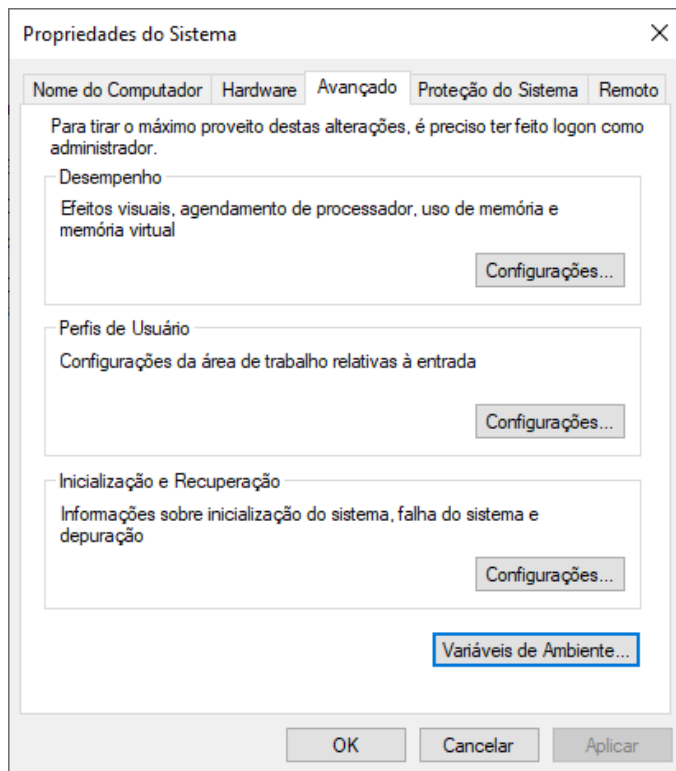 Propriedades do Sistema
Nome do Computador Hardware Avançado Proteção do Sistema Remoto
Para tirar o máximo proveito destas alterações, é preciso ter feito logon como
administrador.
Desempenho
Efeitos visuais, agendamento de processador, uso de memória e
memória virtual
Configurações...
Perfis de Usuário
Configurações da área de trabalho relativas à entrada
Configurações...
Inicialização e Recuperação
Informações sobre inicialização do sistema, falha do sistema e
depuração
Configurações...
Variáveis de Ambiente...
OK Cancelar Aplicar